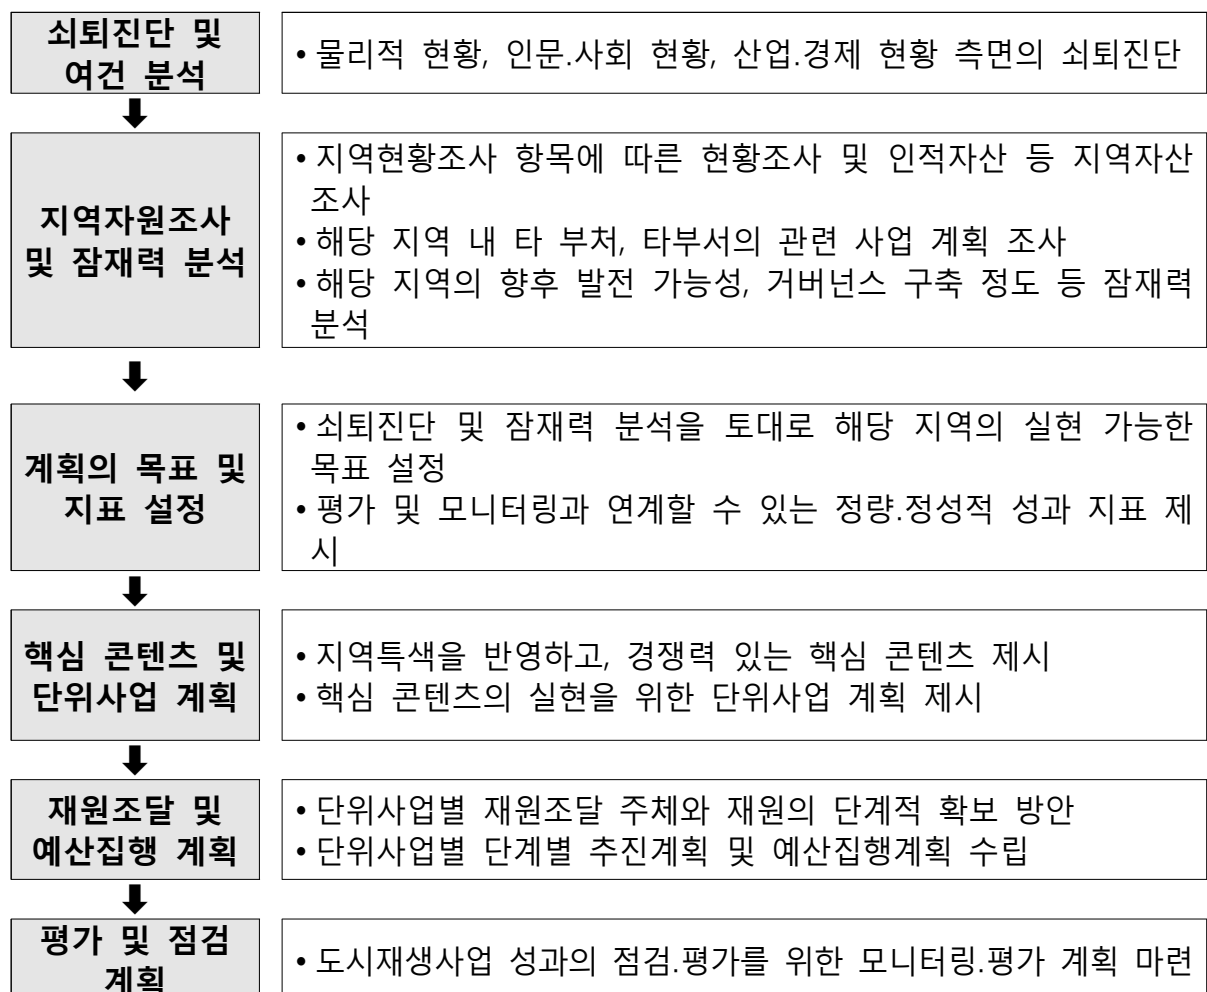 쇠퇴진단 및
여건 분석
• 물리적 현황, 인문.사회 현황, 산업.경제 현황 측면의 쇠퇴진단
지역자원조사
및 잠재력 분석
• 지역현황조사 항목에 따른 현황조사 및 인적자산 등 지역자산
조사
• 해당 지역 내 타 부처, 타부서의 관련 사업 계획 조사
• 해당 지역의 향후 발전 가능성, 거버넌스 구축 정도 등 잠재력
분석
계획의 목표 및
지표 설정
• 쇠퇴진단 및 잠재력 분석을 토대로 해당 지역의 실현 가능한
목표 설정
• 평가 및 모니터링과 연계할 수 있는 정량.정성적 성과 지표 제
시
핵심 콘텐츠 및
단위사업 계획
• 지역특색을 반영하고, 경쟁력 있는 핵심 콘텐츠 제시
• 핵심 콘텐츠의 실현을 위한 단위사업 계획 제시
재원조달 및
예산집행 계획
• 단위사업별 재원조달 주체와 재원의 단계적 확보 방안
• 단위사업별 단계별 추진계획 및 예산집행계획 수립
평가 및 점검
계획
• 도시재생사업 성과의 점검.평가를 위한 모니터링.평가 계획 마련